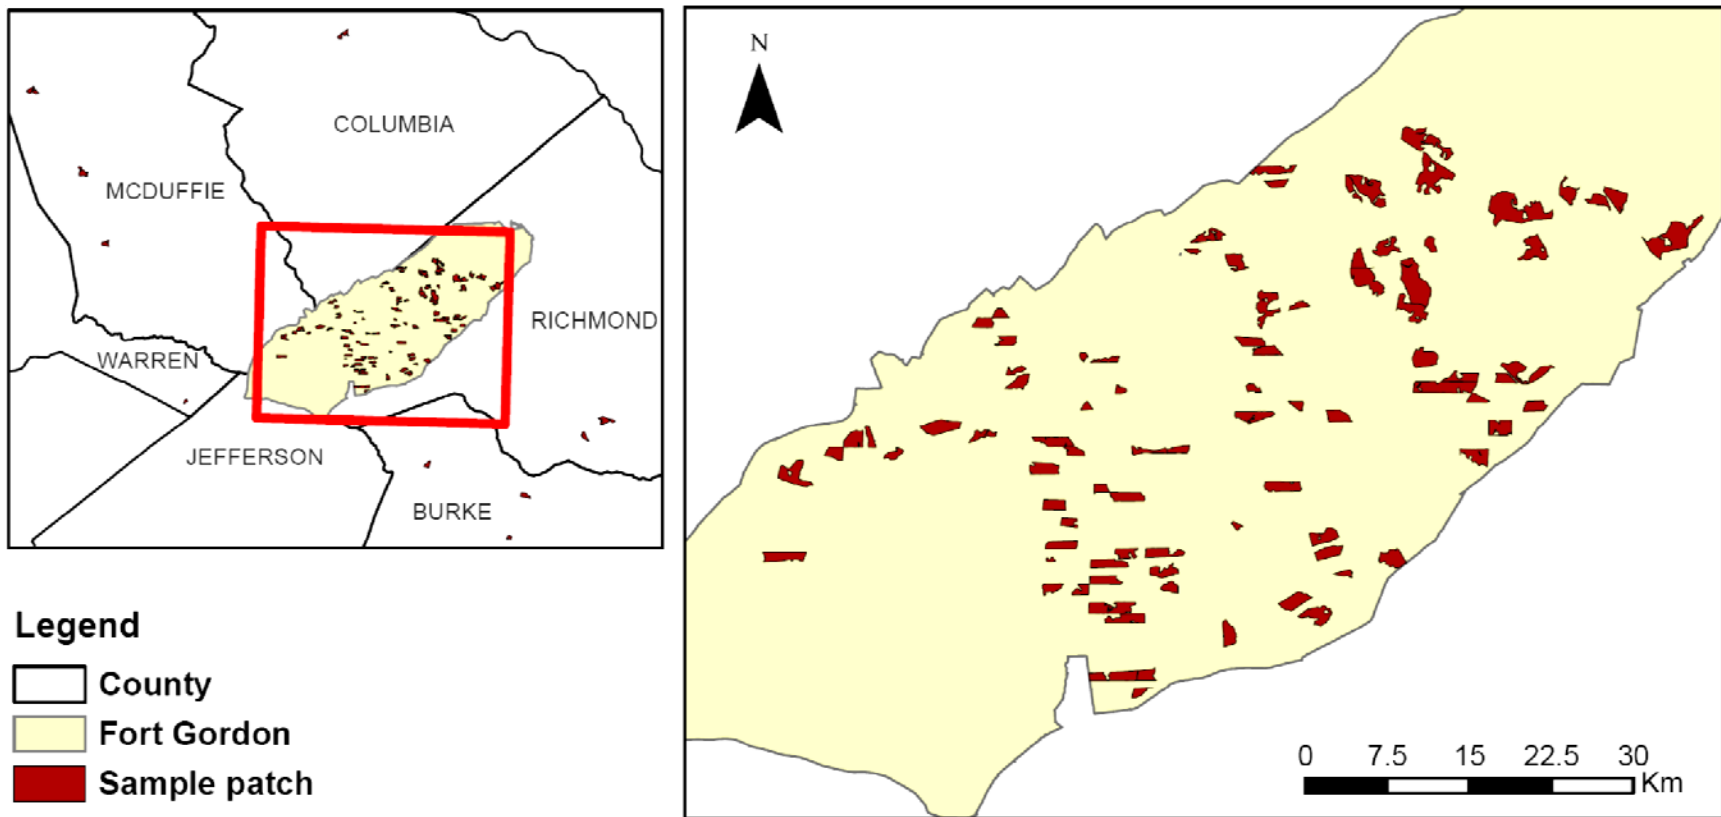 COLUMBIA
MCDUFFIE
RICHMOND
WARREN
JEFFERSON
BURKE
N
0 7.5 15 22.5 30
Km
Legend
County
Fort Gordon
Sample patch